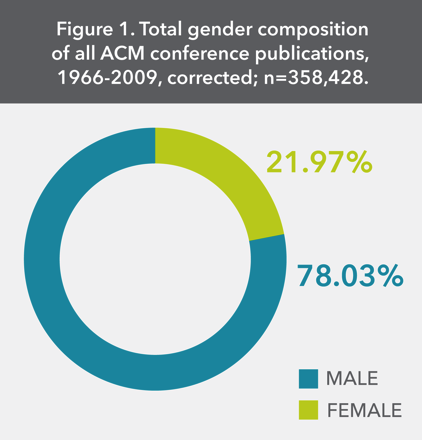 Figure 1. Total gender composition
of all ACM conference publications,
1966-2009, corrected; n=358,428.
21.97%
78.03%
MALE
FEMALE